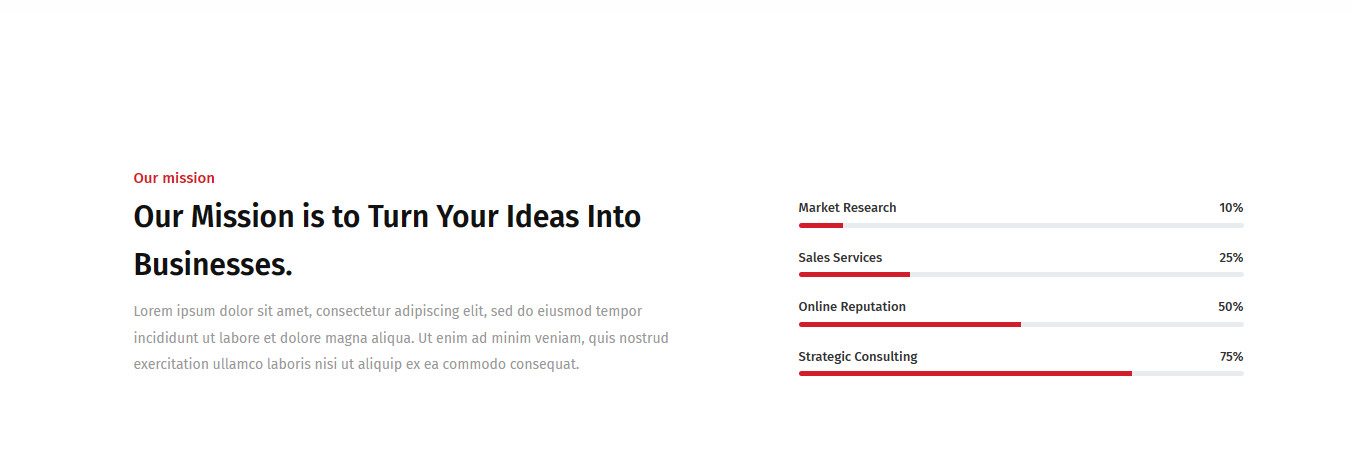 Our mission
Our Mission is to Turn Your Ideas Into
Businesses.
Lorem ipsum dolor sit amet, consectetur adipiscing elit, sed do eiusmod tempor
incididunt ut labore et dolore magna aliqua. Ut enim ad minim veniam, quis nostrud
exercitation ullamco laboris nisi ut aliquip ex ea commodo consequat.
Market Research 10%
Sales Services 25%
Online Reputation 50%
Strategic Consulting 75%